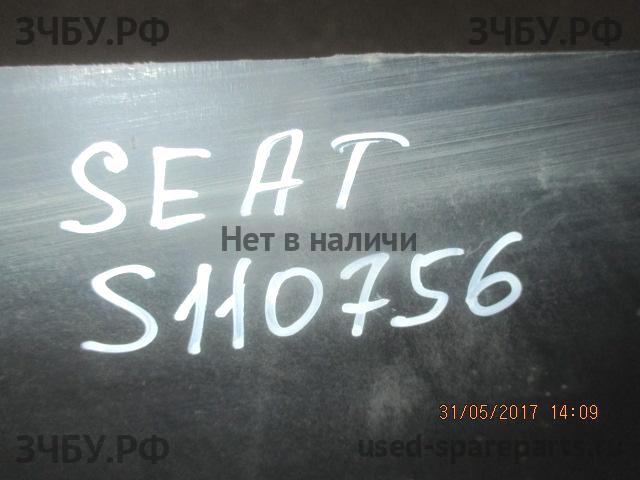 ЗЧБУ.РФ ЗЧБУ.РФ
SEAT
Нет в наличи
S110756
31/05/2017 14:09
ЗЧБУ.РФ used-spareparts.ru